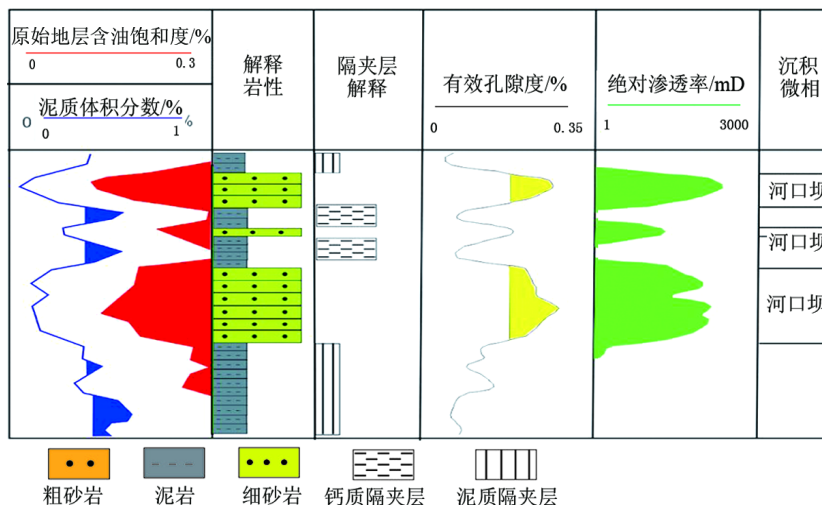 原始地层含油饱和度/%
0 0.3
泥质体积分数/%
0 0 1 %
解释
岩性
隔夹层
解释
有效孔隙度/%
0 0.35
绝对渗透率/mD
1 3000
沉积
微相
河口坝
河口坝
河口坝
粗砂岩
泥岩
细砂岩
钙质隔夹层
泥质隔夹层